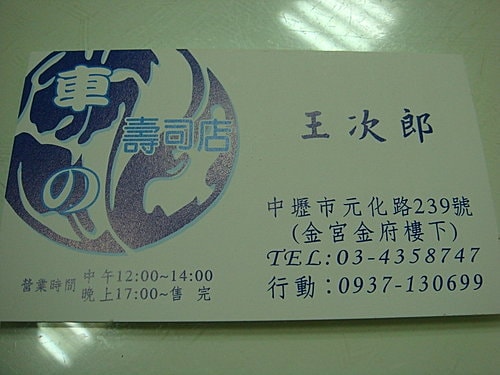 車の
壽司店
王次郎
中壢市元化路239號
(金宮金府樓下)
TEL:03-4358747
行動:0937-130699
營業時間 中午12:00~14:00
晚上17:00~售 完